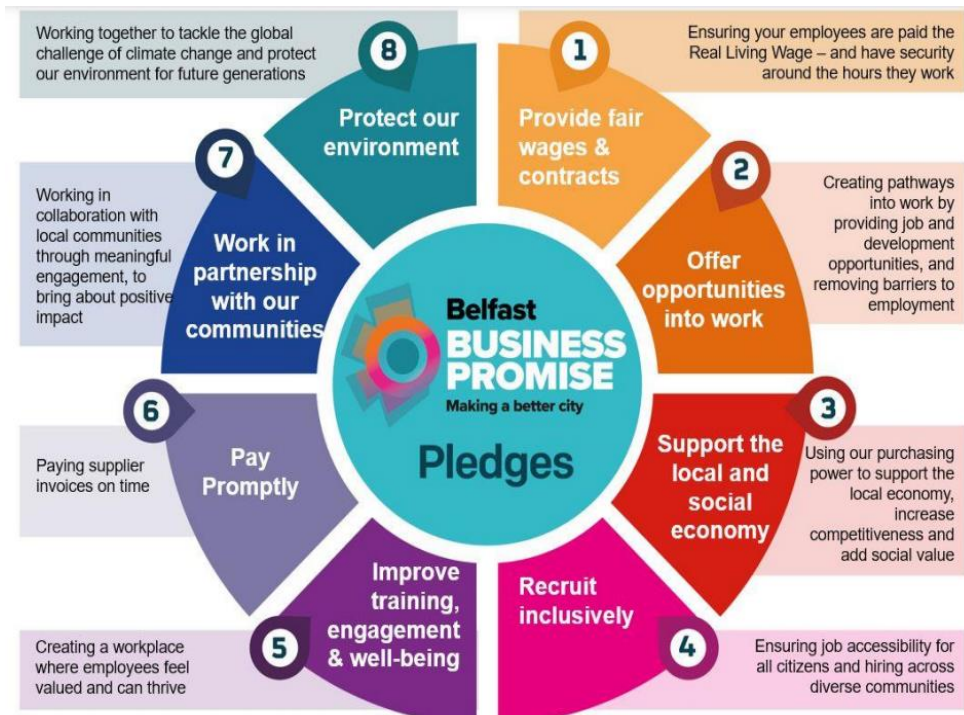 Belfast
BUSINESS
PROMISE
Making a better city
Pledges
1
Provide fair
wages &
contracts
Ensuring your employees are paid the
Real Living Wage – and have security
around the hours they work
2
Offer
opportunities
into work
Creating pathways
into work by
providing job and
development
opportunities, and
removing barriers to
employment
3
Support the
local and
social
economy
Using our purchasing
power to support the
local economy,
increase
competitiveness and
add social value
4
Recruit
inclusively
Ensuring job accessibility for
all citizens and hiring across
diverse communities
5
Improve
training,
engagement
& well-being
Creating a workplace
where employees feel
valued and can thrive
6
Pay
Promptly
Paying supplier
invoices on time
7
Work in
partnership
with our
communities
Working in
collaboration with
local communities
through meaningful
engagement, to
bring about positive
impact
8
Protect our
environment
Working together to tackle the global
challenge of climate change and protect
our environment for future generations